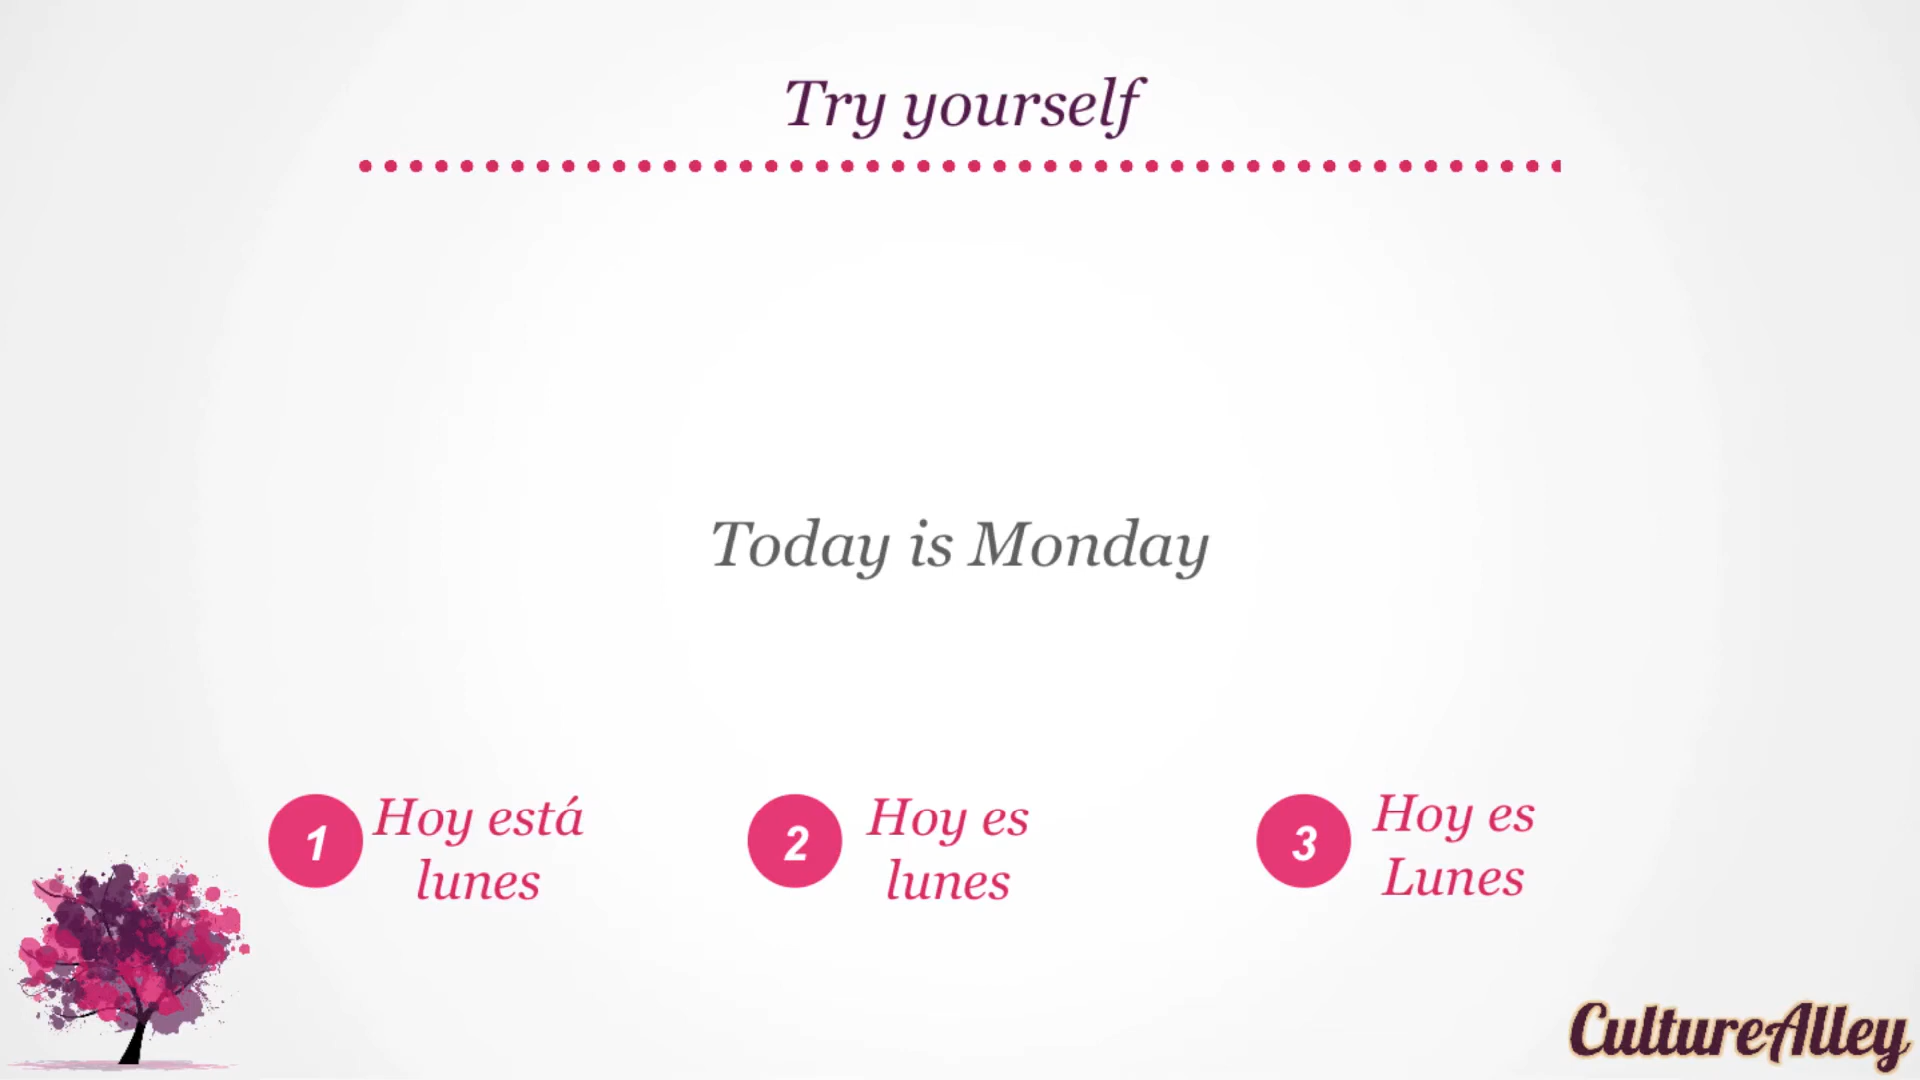 Try yourself
Today is Monday
1
Hoy está
lunes
2
Hoy es
lunes
3
Hoy es
Lunes
CultureAlley